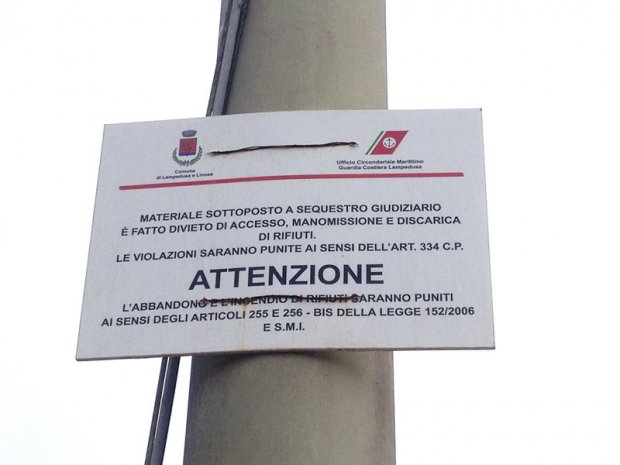 Comune
di Lampedusa e Linosa
Ufficio Circondariale Marittimo
Guardia Costiera Lampedusa
MATERIALE SOTTOPOSTO A SEQUESTRO GIUDIZIARIO
È FATTO DIVIETO DI ACCESSO, MANOMISSIONE E DISCARICA
DI RIFIUTI.
LE VIOLAZIONI SARANNO PUNITE AI SENSI DELL'ART. 334 C.P.
ATTENZIONE
L'ABBANDONO E L'INCENDIO DI RIFIUTI SARANNO PUNITI
AI SENSI DEGLI ARTICOLI 255 E 256 - BIS DELLA LEGGE 152/2006
E S.M.I.